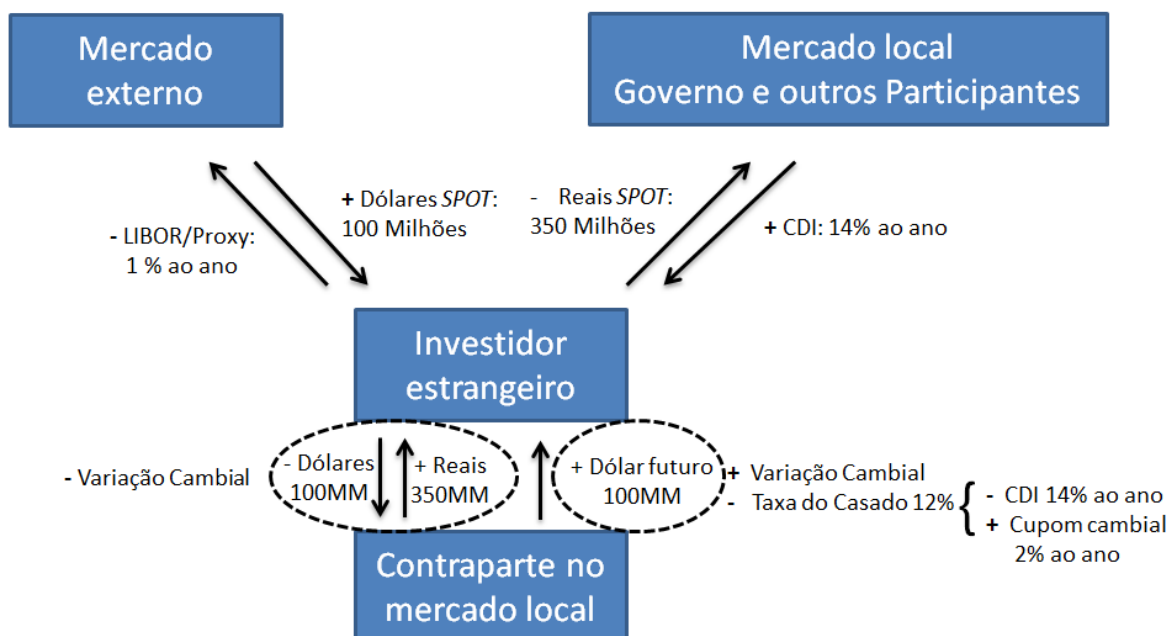 Mercado
externo
Mercado local
Governo e outros Participantes
- LIBOR/Proxy:
1 % ao ano
+ Dólares SPOT:
100 Milhões
- Reais SPOT:
350 Milhões
+ CDI: 14% ao ano
Investidor
estrangeiro
- Variação Cambial
- Dólares
100MM
+ Reais
350MM
+ Dólar futuro
100MM
+ Variação Cambial
- Taxa do Casado 12%
{
- CDI 14% ao ano
+ Cupom cambial
2% ao ano
Contraparte no
mercado local